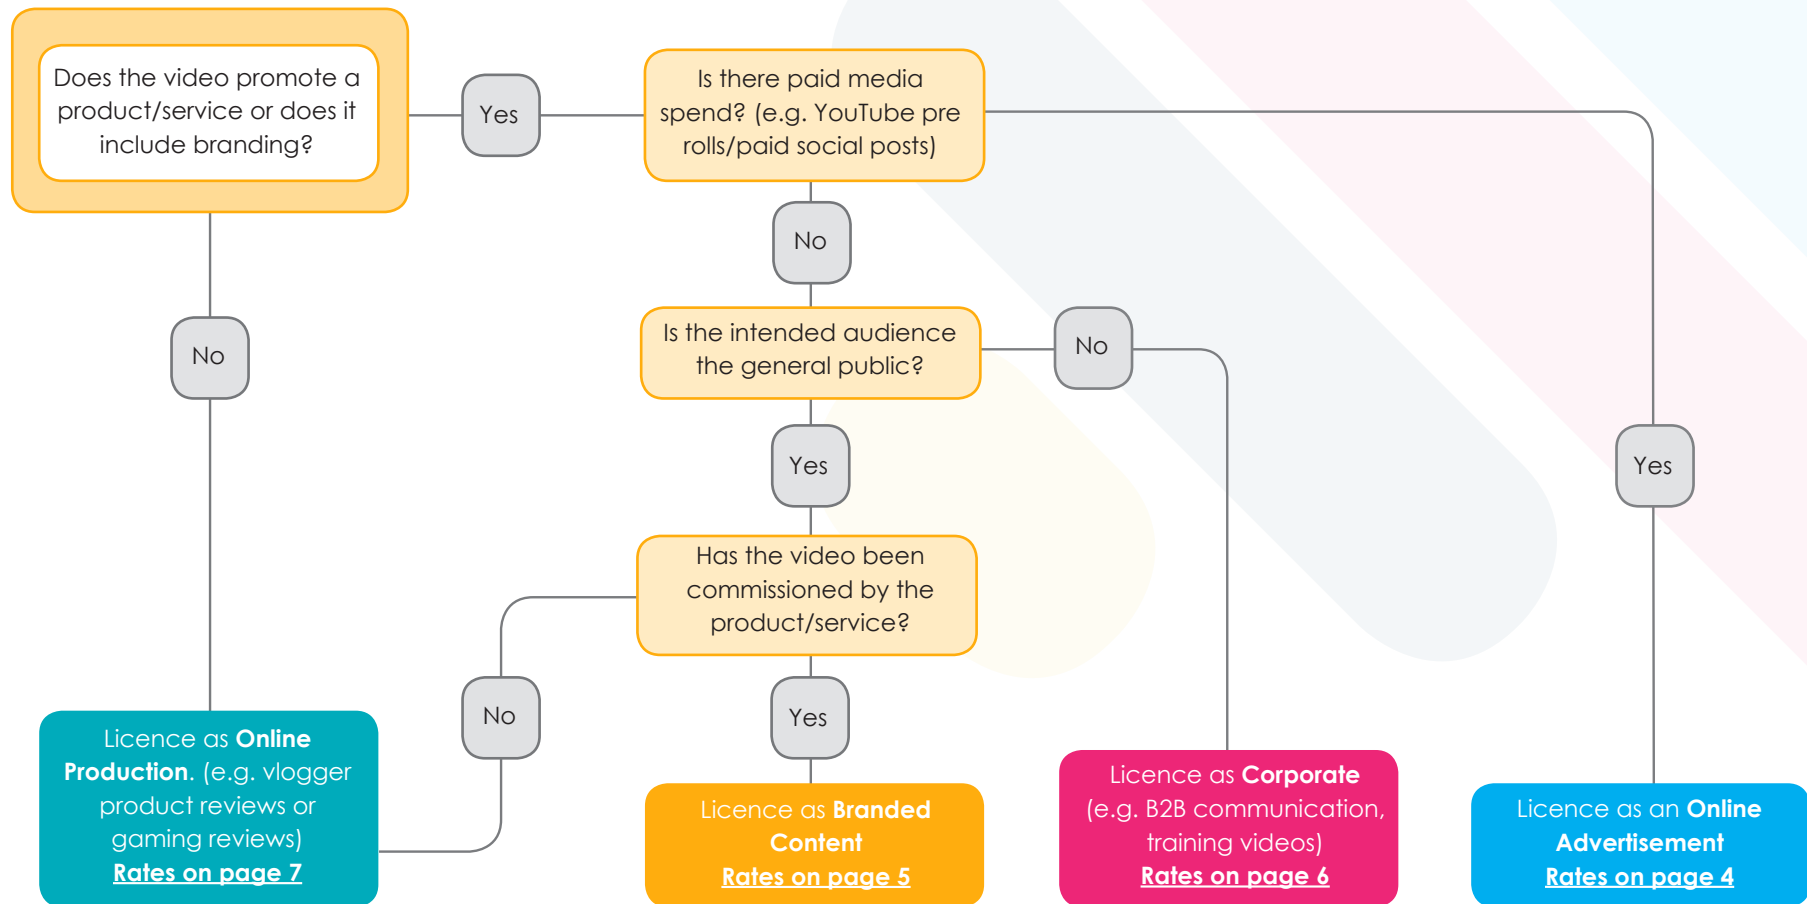 Does the video promote a
product/service or does it
include branding?
Yes
Is there paid media
spend? (e.g. YouTube pre
rolls/paid social posts)
No
No
Is the intended audience
the general public?
No
Yes
Yes
Has the video been
commissioned by the
product/service?
No
Yes
Licence as Online
Production. (e.g. vlogger
product reviews or
gaming reviews)
Rates on page 7
Licence as Branded
Content
Rates on page 5
Licence as Corporate
(e.g. B2B communication,
training videos)
Rates on page 6
Licence as an Online
Advertisement
Rates on page 4